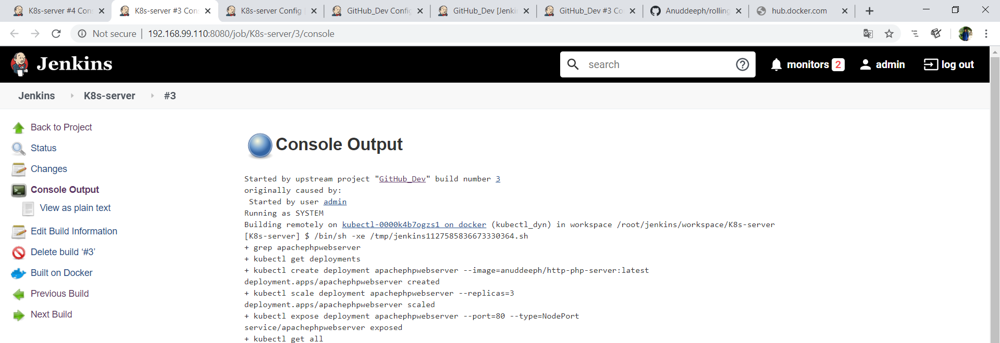 K8s-server #4 Con
K8s-server #3 Con
K8s-server Config
GitHub_Dev Config
GitHub_Dev [Jenki
GitHub_Dev #3 Co
Anuddeeph/rolling
hub.docker.com
Not secure
192.168.99.110:8080/job/K8s-server/3/console
Jenkins
search
monitors 2
admin
log out
Jenkins
K8s-server
#3
Back to Project
Status
Changes
Console Output
View as plain text
Edit Build Information
Delete build ‘#3’
Built on Docker
Previous Build
Next Build
Console Output
Started by upstream project "GitHub_Dev" build number 3
originally caused by:
Started by user admin
Running as SYSTEM
Building remotely on kubectl-0000k4b7ogzs1 on docker (kubectl_dyn) in workspace /root/jenkins/workspace/K8s-server
[K8s-server] $ /bin/sh -xe /tmp/jenkins1127585836673330364.sh
+ grep apachephpwebserver
+ kubectl get deployments
+ kubectl create deployment apachephpwebserver --image=anuddeeph/http-php-server:latest
deployment.apps/apachephpwebserver created
+ kubectl scale deployment apachephpwebserver --replicas=3
deployment.apps/apachephpwebserver scaled
+ kubectl expose deployment apachephpwebserver --port=80 --type=NodePort
service/apachephpwebserver exposed
+ kubectl get all